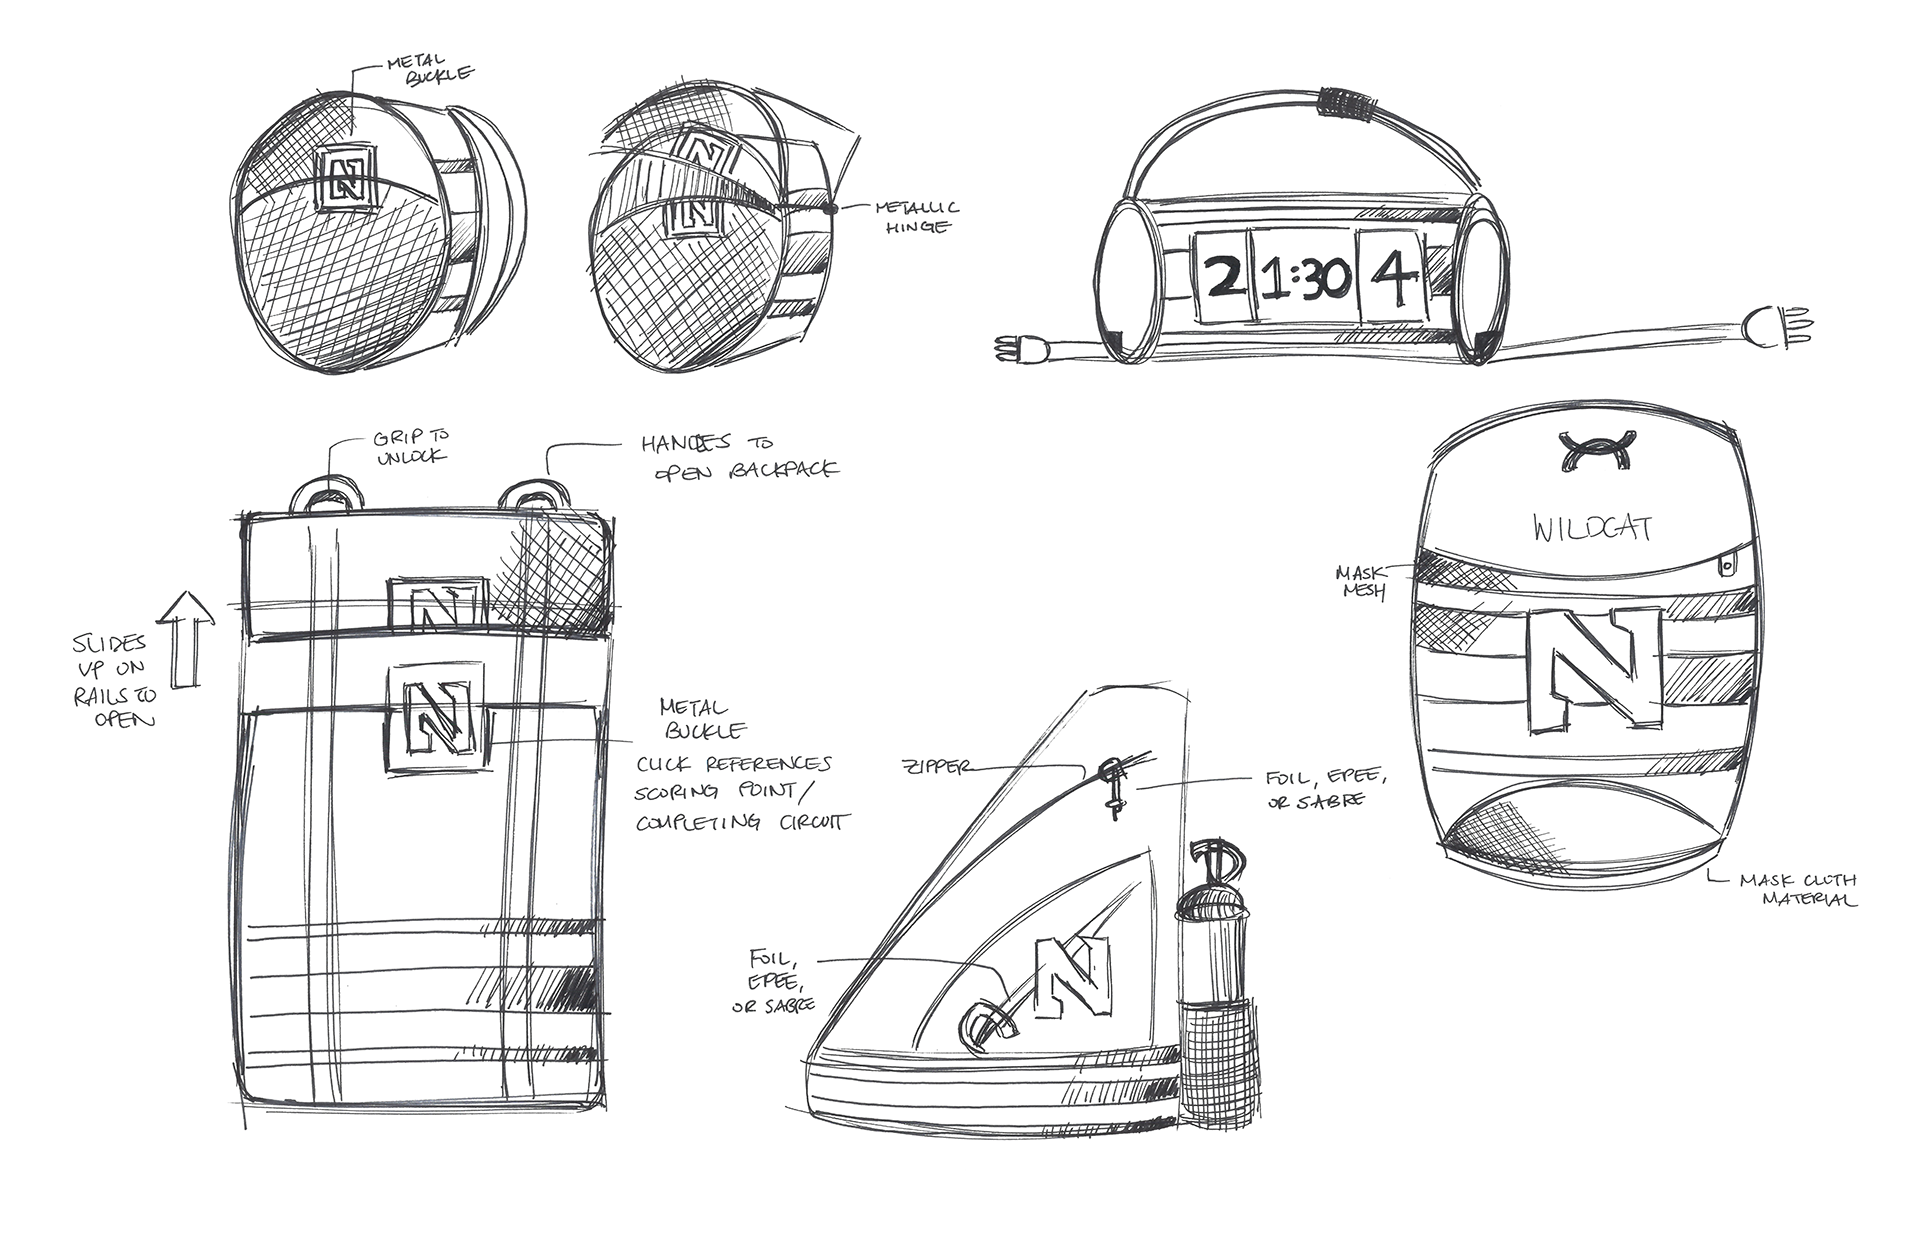 METAL
BUCKLE
N
N
N
METALLIC
HINGE
2 1:30 4
GRIP TO
UNLOCK
HANDLES TO
OPEN BACKPACK
N
N
SLIDES
UP ON
RAILS TO
OPEN
METAL
BUCKLE
CLICK REFERENCES
SCORING POINT/
COMPLETING CIRCUIT
WILDCAT
MASK
MESH
N
MASK CLOTH
MATERIAL
ZIPPER
FOIL, EPEE,
OR SABRE
FOIL,
EPEE,
OR SABRE
N